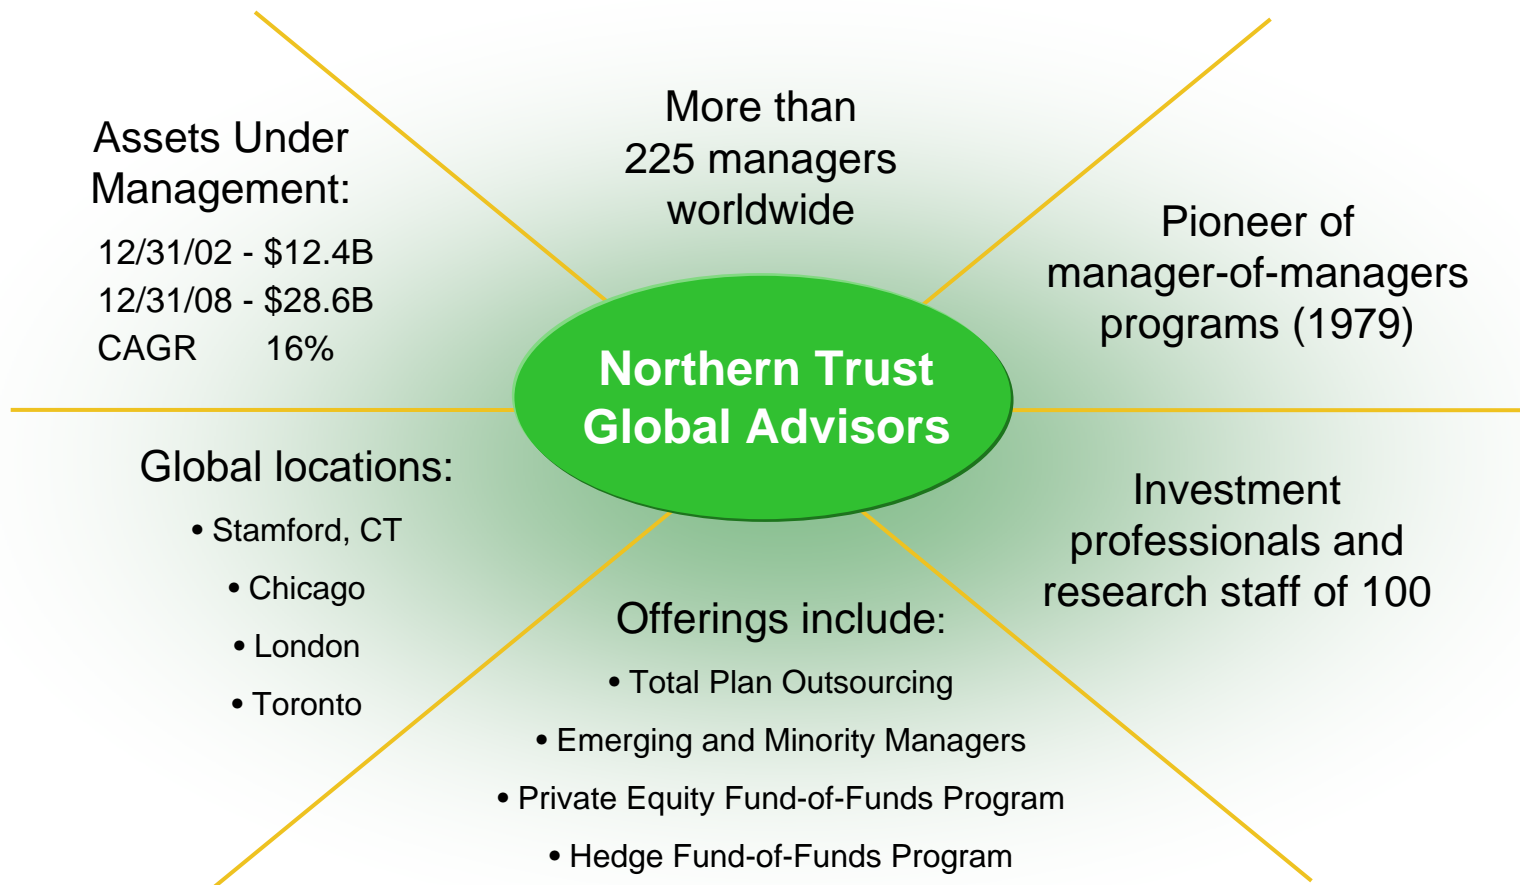 Assets Under
Management:
12/31/02 - $12.4B
12/31/08 - $28.6B
CAGR 16%
More than
225 managers
worldwide
Pioneer of
manager-of-managers
programs (1979)
Northern Trust
Global Advisors
Global locations:
• Stamford, CT
• Chicago
• London
• Toronto
Offerings include:
• Total Plan Outsourcing
• Emerging and Minority Managers
• Private Equity Fund-of-Funds Program
• Hedge Fund-of-Funds Program
Investment
professionals and
research staff of 100